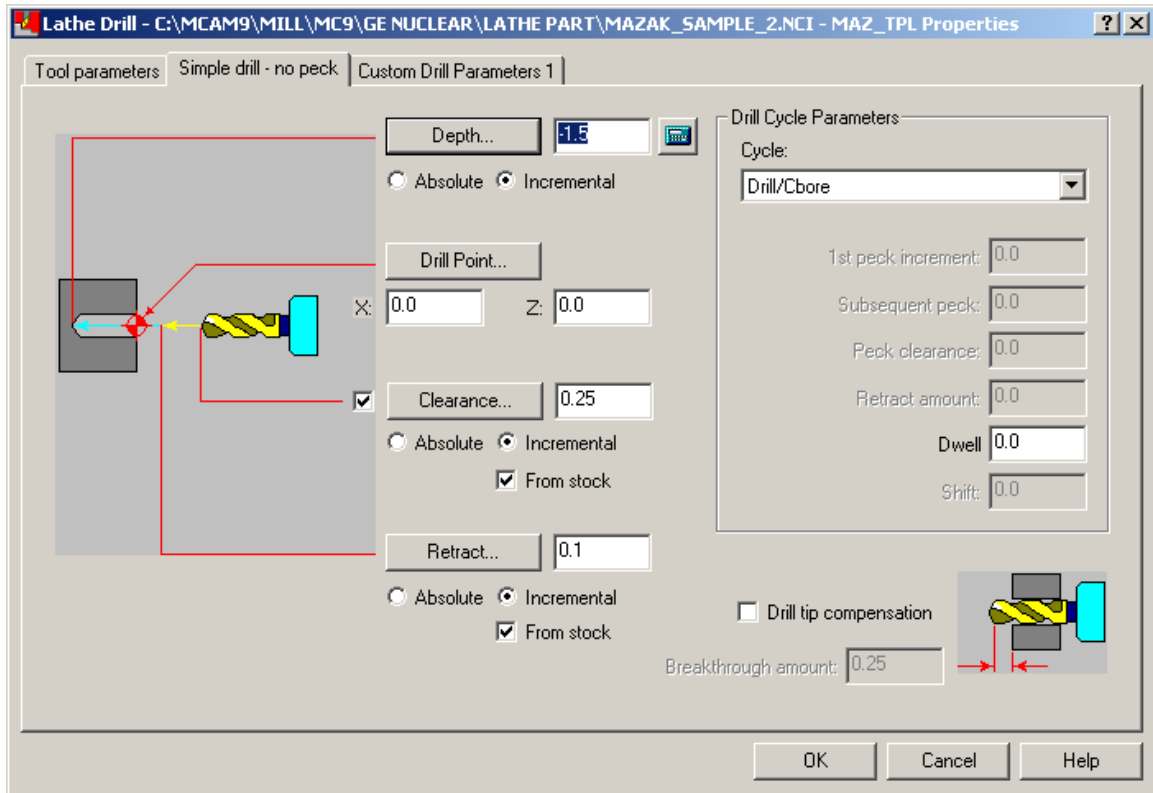 Lathe Drill - C:\MCAM9\MILL\MC9\GE NUCLEAR\LATHE PART\MAZAK_SAMPLE_2.NCI - MAZ_TPL Properties
Tool parameters Simple drill - no peck Custom Drill Parameters 1
Depth... -1.5
Absolute Incremental
Drill Point...
X: 0.0 Z: 0.0
Clearance... 0.25
Absolute Incremental
From stock
Retract... 0.1
Absolute Incremental
From stock
Drill Cycle Parameters
Cycle:
Drill/Cbore
1st peck increment: 0.0
Subsequent peck: 0.0
Peck clearance: 0.0
Retract amount: 0.0
Dwell 0.0
Shift: 0.0
Drill tip compensation
Breakthrough amount: 0.25
OK Cancel Help